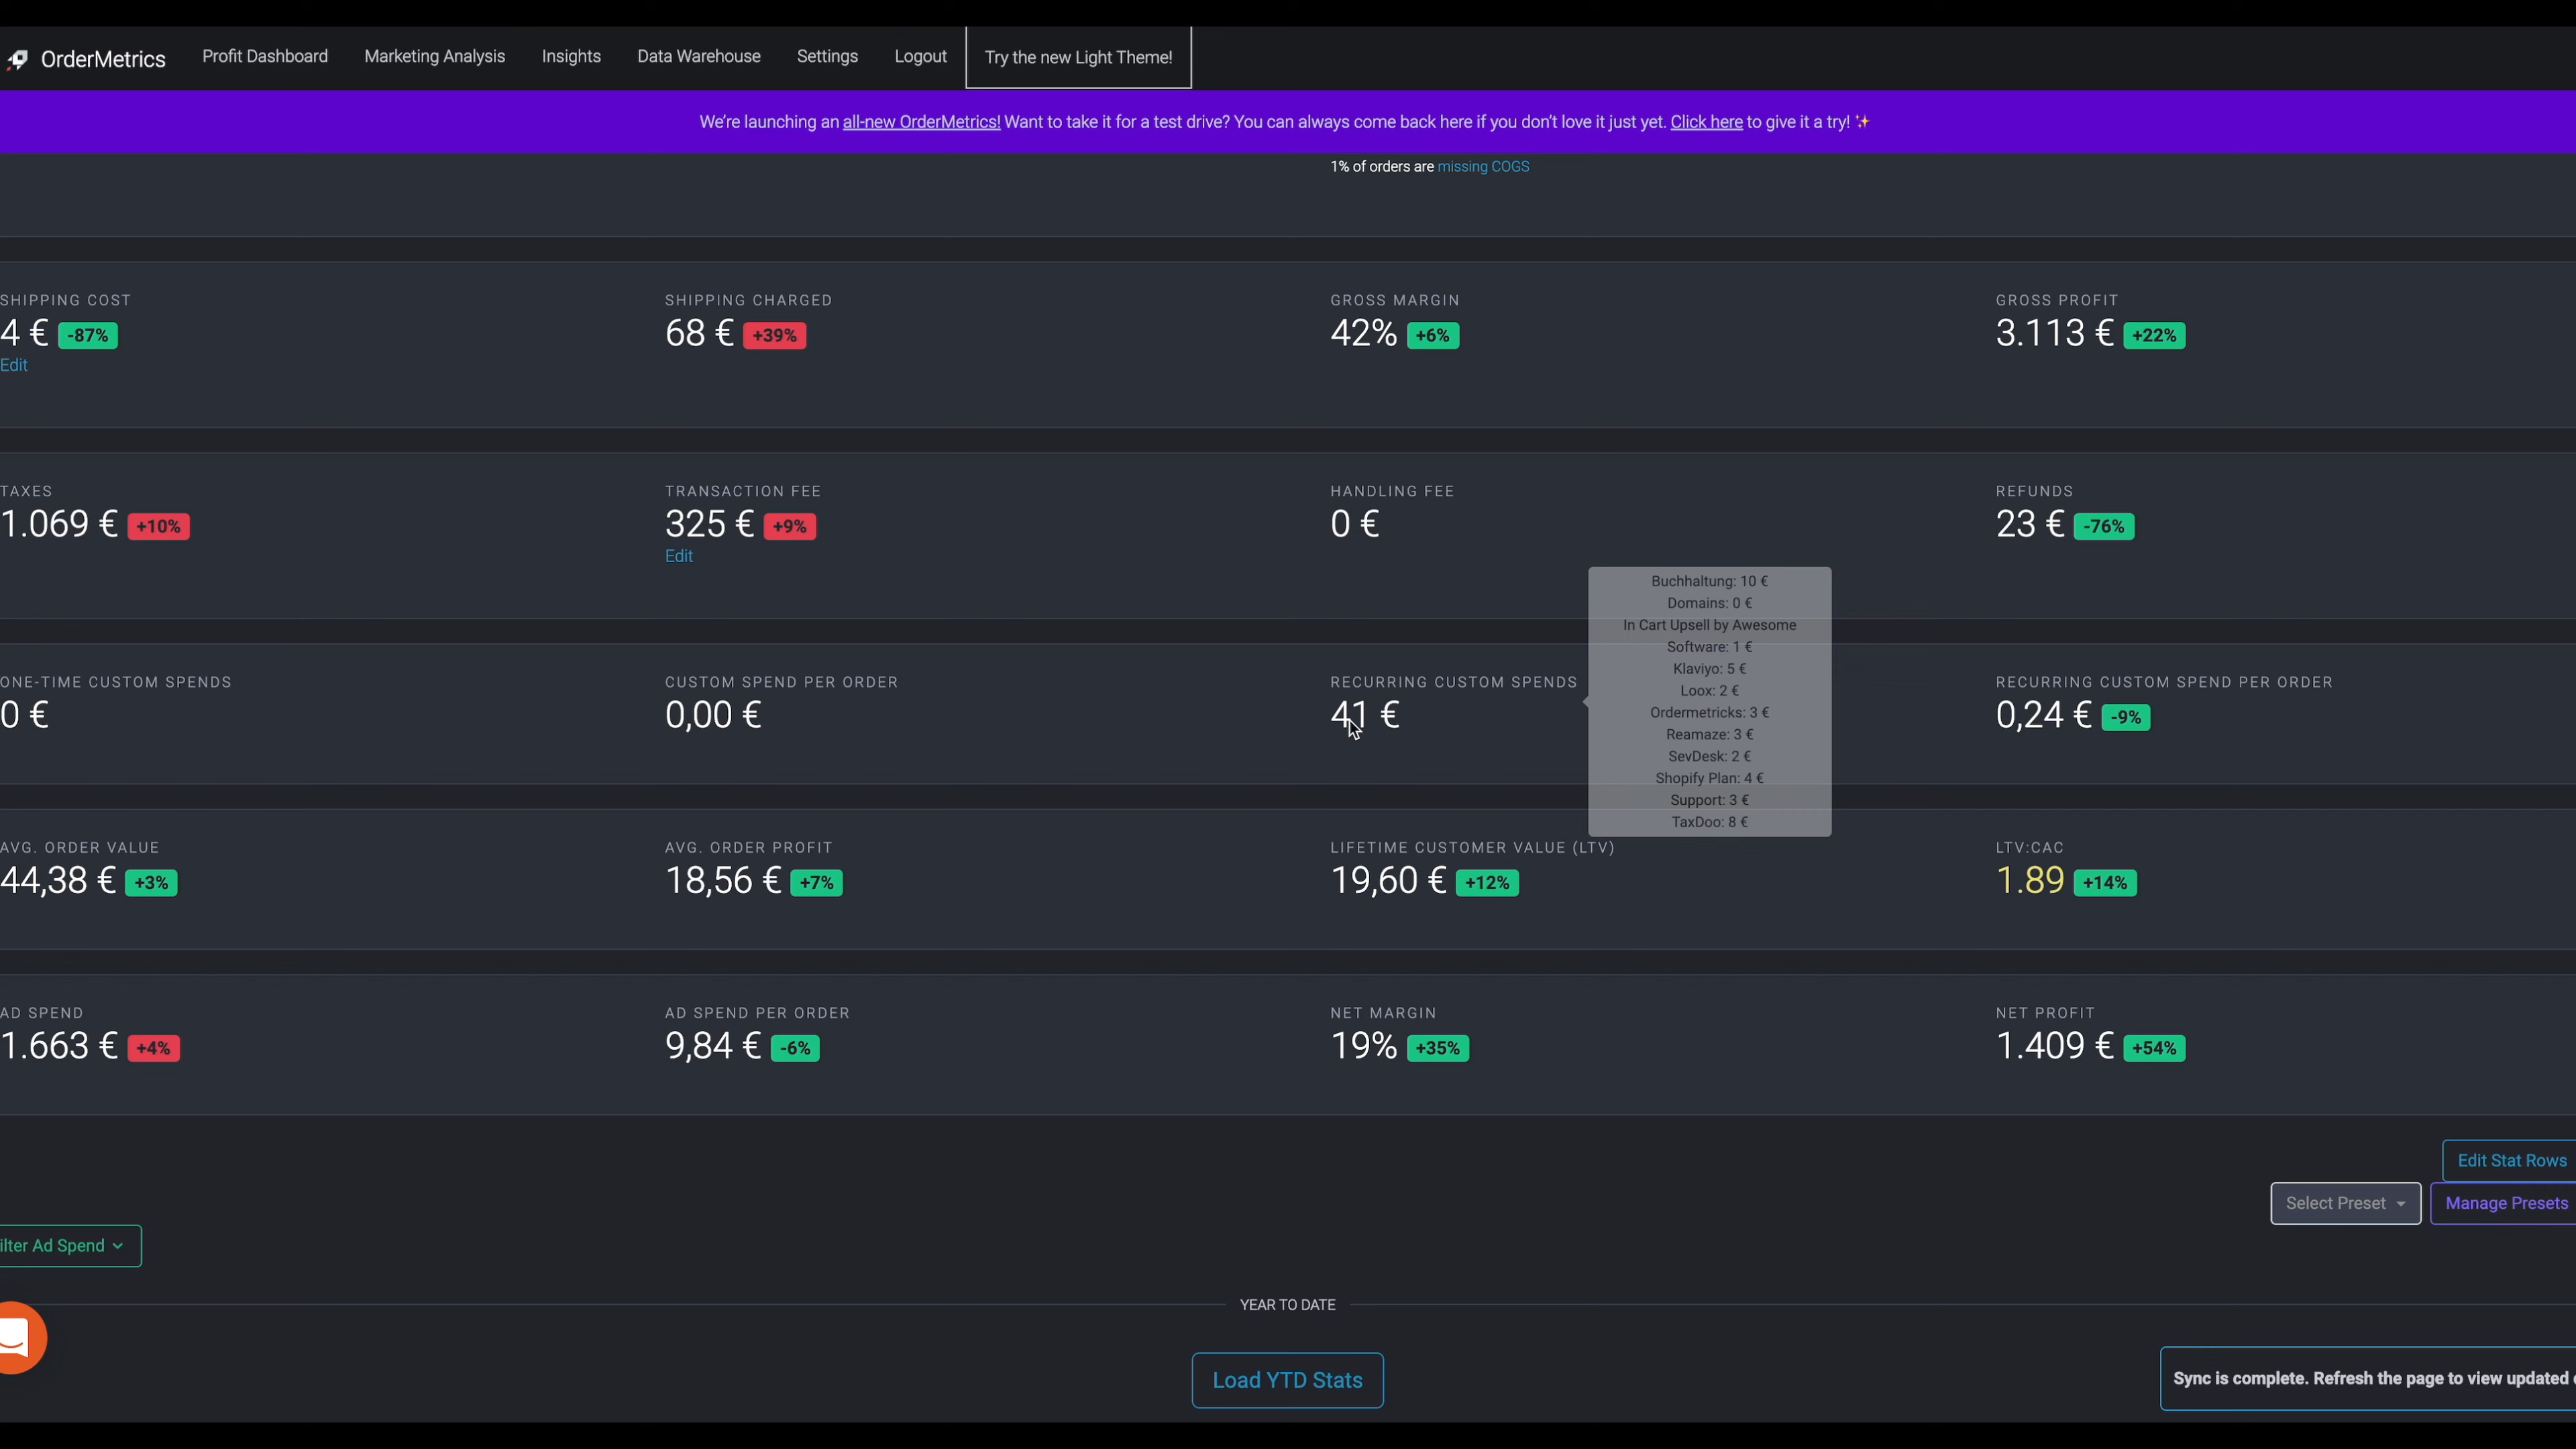 OrderMetrics Profit Dashboard Marketing Analysis Insights Data Warehouse Settings Logout Try the new Light Theme!
We're launching an all-new OrderMetrics! Want to take it for a test drive? You can always come back here if you don't love it just yet. Click here to give it a try! ✨
1% of orders are missing COGS
SHIPPING COST SHIPPING CHARGED GROSS MARGIN GROSS PROFIT
4 € -87% 68 € +39% 42% +6% 3.113 € +22%
Edit
TAXES TRANSACTION FEE HANDLING FEE REFUNDS
1.069 € +10% 325 € +9% 0 € 23 € -76%
Edit
Buchhaltung: 10 €
Domains: 0 €
In Cart Upsell by Awesome
Software: 1 €
Klaviyo: 5 €
Loox: 2 €
Ordermetricks: 3 €
Reamaze: 3 €
SevDesk: 2 €
Shopify Plan: 4 €
Support: 3 €
TaxDoo: 8 €
ONE-TIME CUSTOM SPENDS CUSTOM SPEND PER ORDER RECURRING CUSTOM SPENDS RECURRING CUSTOM SPEND PER ORDER
0 € 0,00 € 41 € 0,24 € -9%
AVG. ORDER VALUE AVG. ORDER PROFIT LIFETIME CUSTOMER VALUE (LTV) LTV:CAC
44,38 € +3% 18,56 € +7% 19,60 € +12% 1.89 +14%
AD SPEND AD SPEND PER ORDER NET MARGIN NET PROFIT
1.663 € +4% 9,84 € -6% 19% +35% 1.409 € +54%
Edit Stat Rows
Select Preset Manage Presets
ilter Ad Spend
YEAR TO DATE
Load YTD Stats
Sync is complete. Refresh the page to view updated